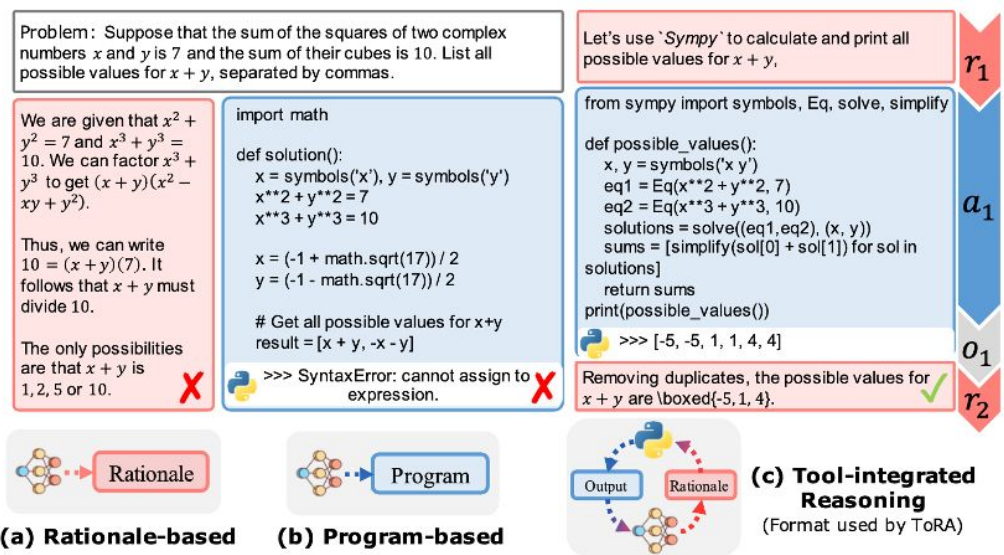 Problem: Suppose that the sum of the squares of two complex
numbers x and y is 7 and the sum of their cubes is 10. List all
possible values for x + y, separated by commas.
We are given that x² +
y² = 7 and x³ + y³ =
10. We can factor x³ +
y³ to get (x + y)(x² −
xy + y²).
Thus, we can write
10 = (x + y)(7). It
follows that x + y must
divide 10.
The only possibilities
are that x + y is
1, 2, 5 or 10.
import math
def solution():
x = symbols('x'), y = symbols('y')
x**2 + y**2 = 7
x**3 + y**3 = 10
x = (-1 + math.sqrt(17)) / 2
y = (-1 - math.sqrt(17)) / 2
# Get all possible values for x+y
result = [x + y, -x - y]
>>> SyntaxError: cannot assign to
expression.
Let's use `Sympy` to calculate and print all
possible values for x + y,
from sympy import symbols, Eq, solve, simplify
def possible_values():
x, y = symbols('x y')
eq1 = Eq(x**2 + y**2, 7)
eq2 = Eq(x**3 + y**3, 10)
solutions = solve((eq1,eq2), (x, y))
sums = [simplify(sol[0] + sol[1]) for sol in
solutions]
return sums
print(possible_values())
>>> [-5, -5, 1, 1, 4, 4]
Removing duplicates, the possible values for
x + y are \boxed{-5,1, 4}.
r₁
a₁
o₁
r₂
Rationale
(a) Rationale-based
Program
(b) Program-based
Output
Rationale
(c) Tool-integrated
Reasoning
(Format used by ToRA)